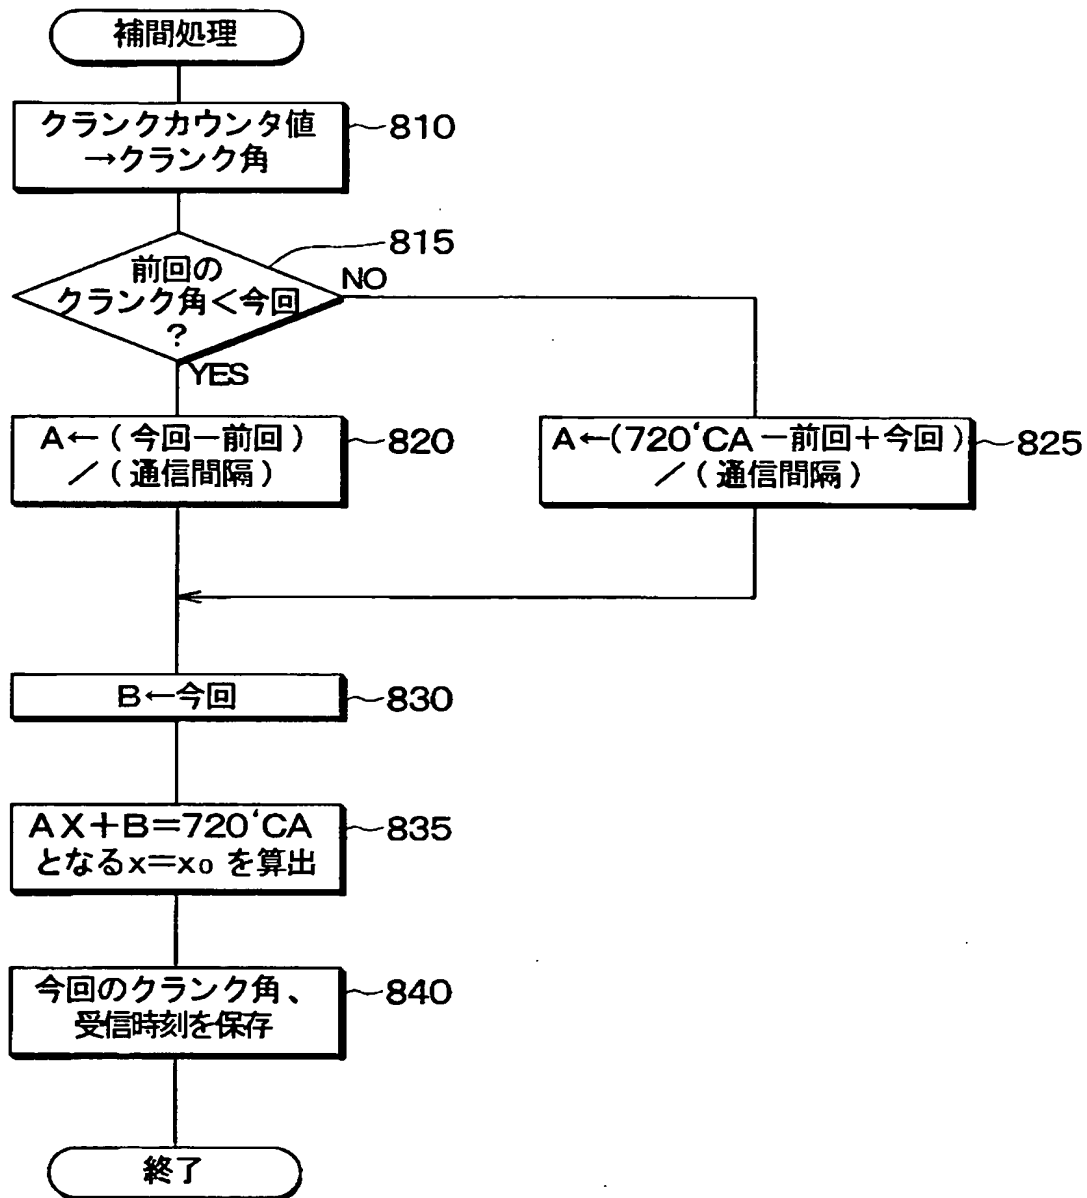 補間処理
クランクカウンタ値
→クランク角
810
815
前回の
クランク角<今回
?
NO
YES
A←(今回-前回)
/(通信間隔)
820
A←(720°CA-前回+今回)
/(通信間隔)
825
B←今回
830
AX+B=720°CA
となるx=x₀を算出
835
今回のクランク角、
受信時刻を保存
840
終了